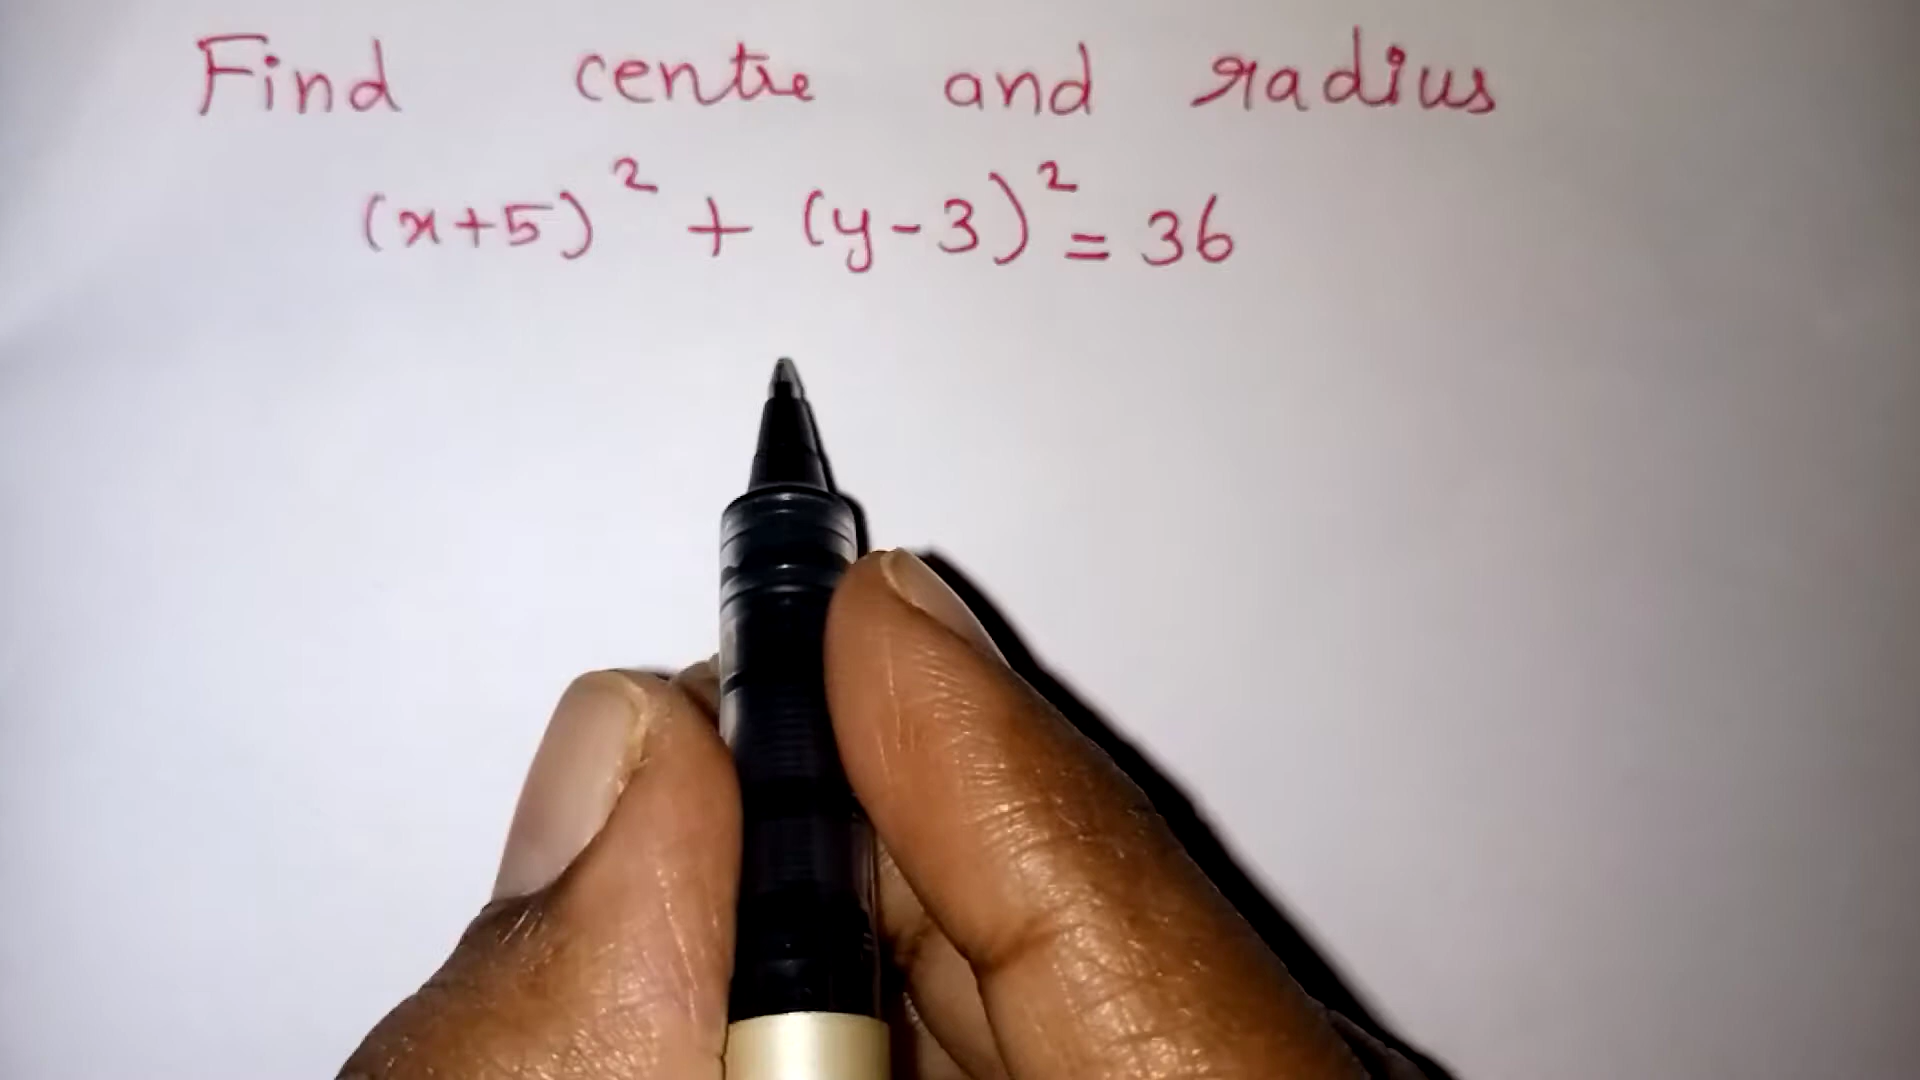 Find centre and radius
(x+5)² + (y-3)² = 36